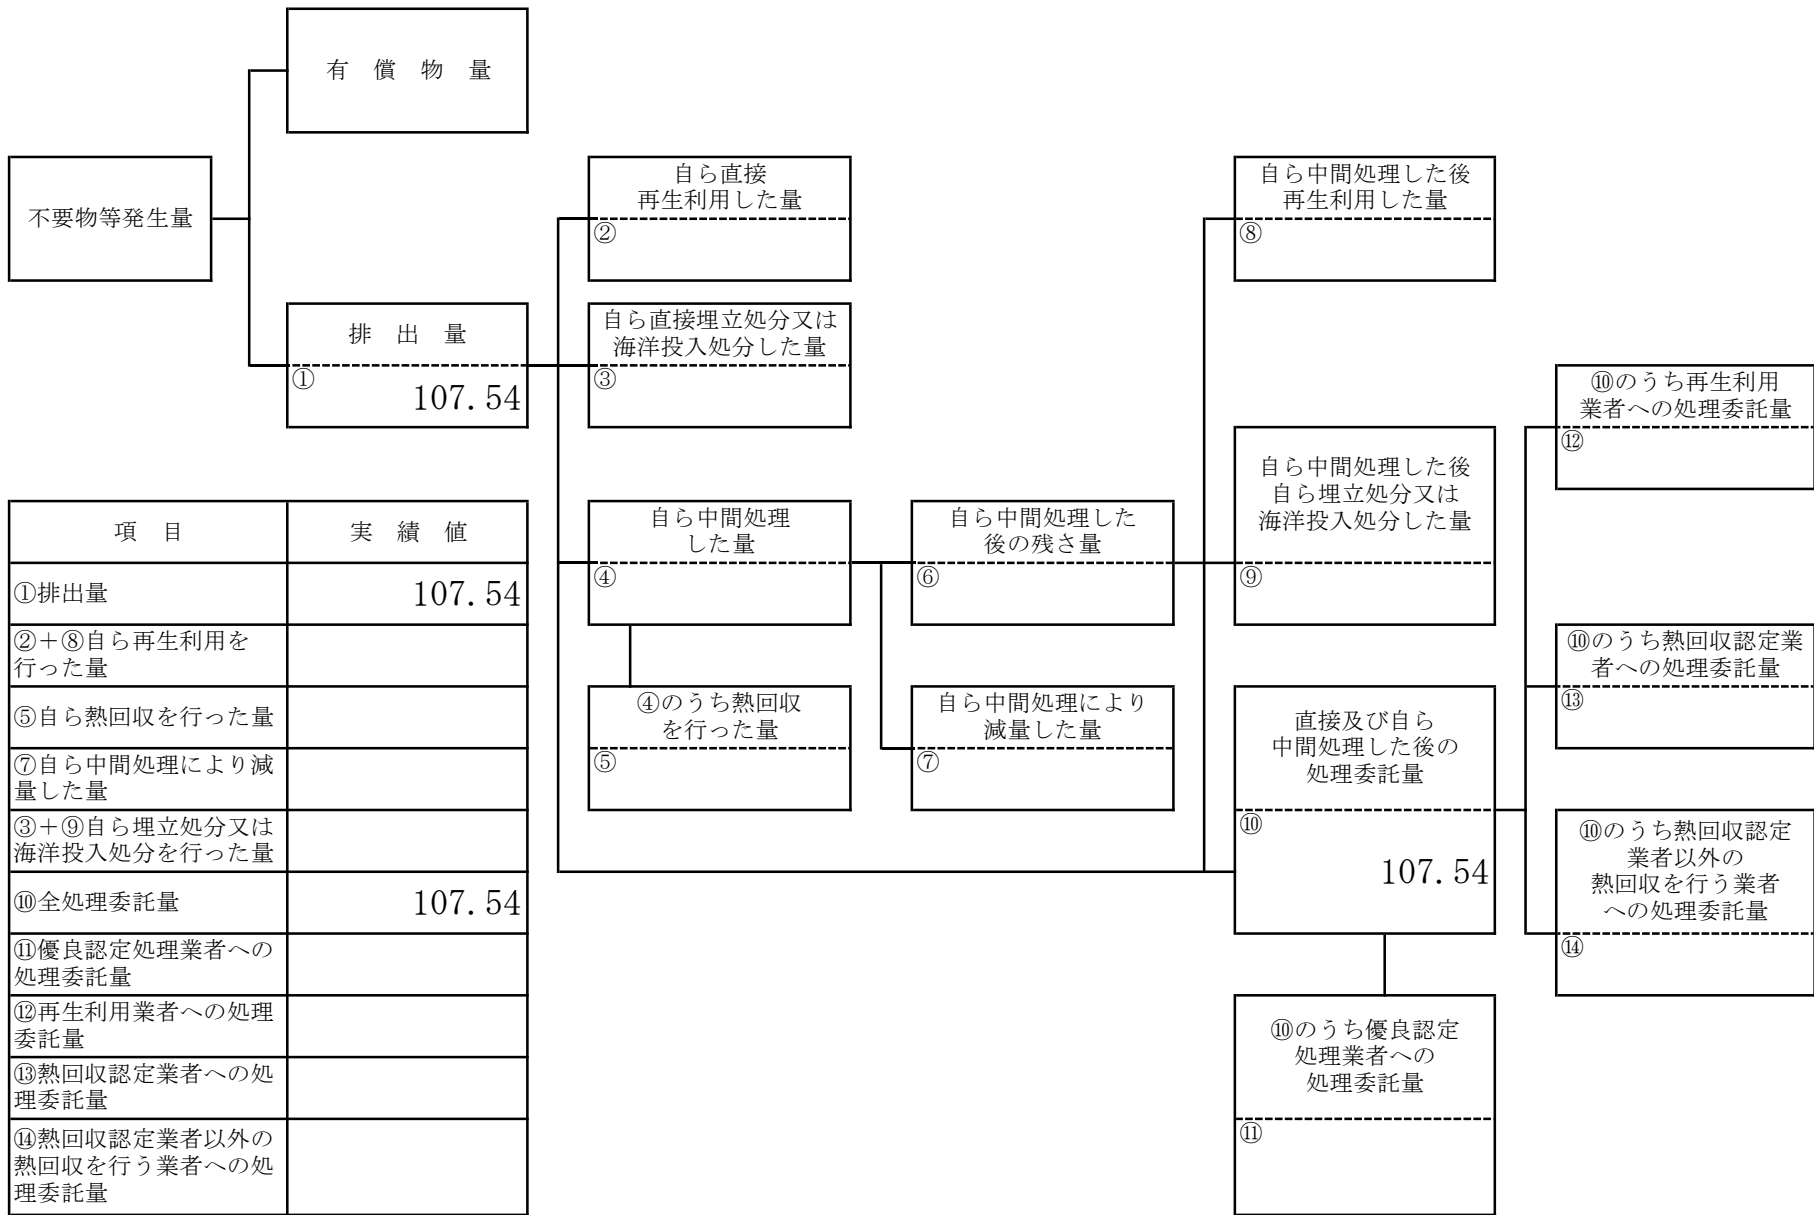 有　償　物　量
不要物等発生量
排　出　量
①
107.54
自ら直接
再生利用した量
②
自ら直接埋立処分又は
海洋投入処分した量
③
自ら中間処理
した量
④
④のうち熱回収
を行った量
⑤
自ら中間処理した
後の残さ量
⑥
自ら中間処理により
減量した量
⑦
自ら中間処理した後
再生利用した量
⑧
自ら中間処理した後
自ら埋立処分又は
海洋投入処分した量
⑨
直接及び自ら
中間処理した後の
処理委託量
⑩
107.54
⑩のうち優良認定
処理業者への
処理委託量
⑪
⑩のうち再生利用
業者への処理委託量
⑫
⑩のうち熱回収認定業
者への処理委託量
⑬
⑩のうち熱回収認定
業者以外の
熱回収を行う業者
への処理委託量
⑭
項　目　実　績　値
①排出量　107.54
②＋⑧自ら再生利用を
行った量
⑤自ら熱回収を行った量
⑦自ら中間処理により減
量した量
③＋⑨自ら埋立処分又は
海洋投入処分を行った量
⑩全処理委託量　107.54
⑪優良認定処理業者への
処理委託量
⑫再生利用業者への処理
委託量
⑬熱回収認定業者への処
理委託量
⑭熱回収認定業者以外の
熱回収を行う業者への処
理委託量